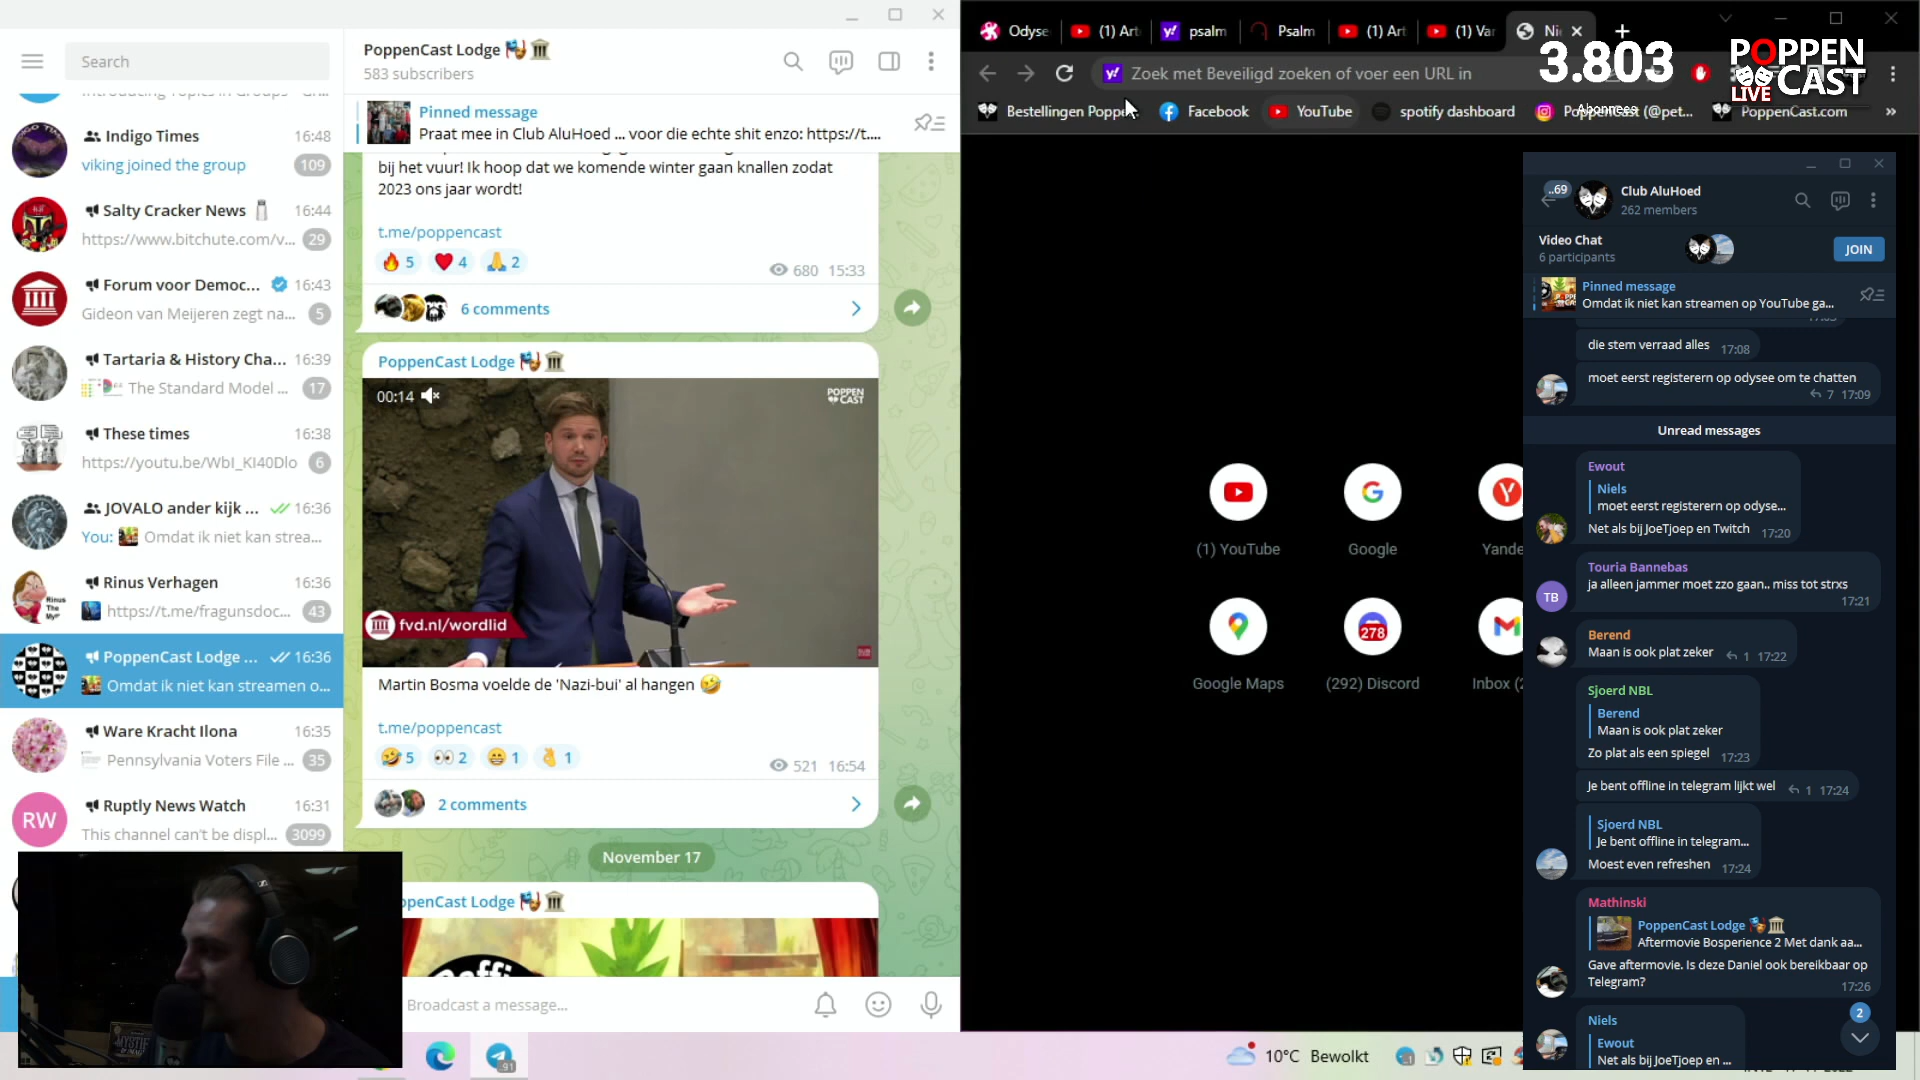 Search
Indigo Times 16:48
viking joined the group 109
Salty Cracker News 16:44
https://www.bitchute.com/v... 29
Forum voor Democ... 16:43
Gideon van Meijeren zegt na... 5
Tartaria & History Cha... 16:39
The Standard Model ... 17
These times 16:38
https://youtu.be/WbI_KI40Dlo 6
JOVALO ander kijk ... 16:36
You: Omdat ik niet kan strea...
Rinus Verhagen 16:36
https://t.me/fragunsdoc... 43
PoppenCast Lodge ... 16:36
Omdat ik niet kan streamen o...
Ware Kracht Ilona 16:35
Pennsylvania Voters File ... 35
RW
Ruptly News Watch 16:31
This channel can't be displ... 3099
PoppenCast Lodge
583 subscribers
Pinned message
Praat mee in Club AluHoed ... voor die echte shit enzo: https://t....
bij het vuur! Ik hoop dat we komende winter gaan knallen zodat
2023 ons jaar wordt!
t.me/poppencast
5 4 2
680 15:33
6 comments
PoppenCast Lodge
00:14
POPPEN
CAST
fvd.nl/wordlid
Martin Bosma voelde de 'Nazi-bui' al hangen
t.me/poppencast
5 2 1 1
521 16:54
2 comments
November 17
ppenCast Lodge
Broadcast a message...
Odyse
(1) Art
psalm
Psalm
(1) Art
(1) Var
Ni
Zoek met Beveiligd zoeken of voer een URL in
3.803
Abonnees
POPPEN
LIVE CAST
Bestellingen Poppe
Facebook
YouTube
spotify dashboard
PoppenCast (@pet...
PoppenCast.com
»
(1) YouTube
Google
Yande
Google Maps
278
(292) Discord
Inbox (2
..69
Club AluHoed
262 members
Video Chat
6 participants
JOIN
Pinned message
Omdat ik niet kan streamen op YouTube ga...
die stem verraad alles 17:08
moet eerst registerern op odysee om te chatten
7 17:09
Unread messages
Ewout
Niels
moet eerst registerern op odyse...
Net als bij JoeTjoep en Twitch 17:20
TB
Touria Bannebas
ja alleen jammer moet zzo gaan.. miss tot strxs
17:21
Berend
Maan is ook plat zeker 1 17:22
Sjoerd NBL
Berend
Maan is ook plat zeker
Zo plat als een spiegel 17:23
Je bent offline in telegram lijkt wel 1 17:24
Sjoerd NBL
Je bent offline in telegram...
Moest even refreshen 17:24
Mathinski
PoppenCast Lodge
Aftermovie Bosperience 2 Met dank aa...
Gave aftermovie. Is deze Daniel ook bereikbaar op
Telegram? 17:26
2
Niels
Ewout
Net als bij JoeTjoep en ...
91
10°C Bewolkt